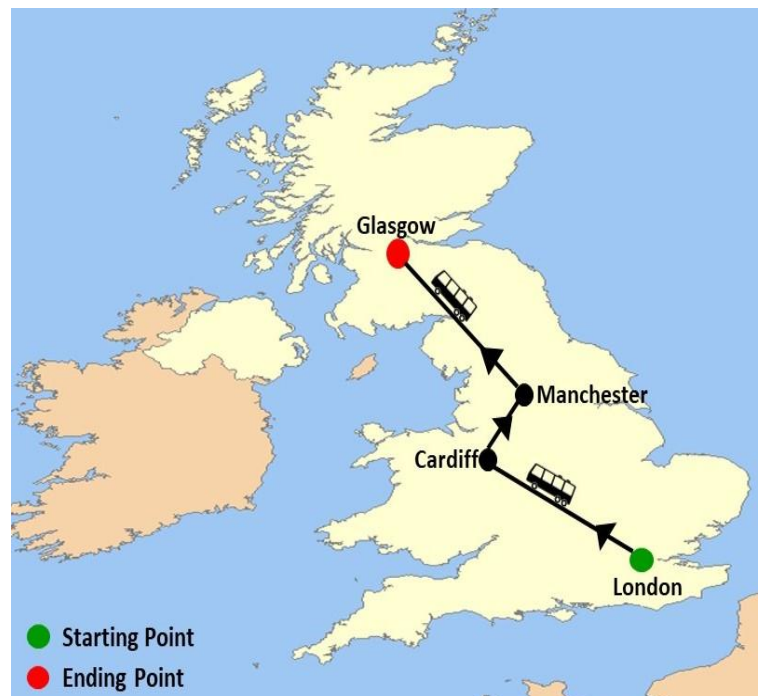 Glasgow
Manchester
Cardiff
London
Starting Point
Ending Point